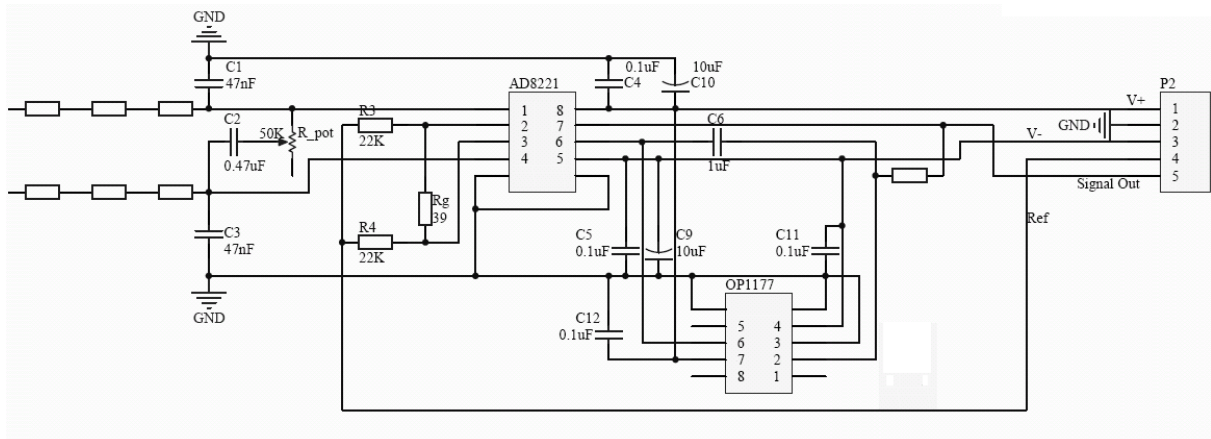 GND
C1
47nF
0.1uF
C4
10uF
C10
AD8221
P2
V+
1
2
3
4
8
7
6
5
R3
22K
C2
0.47uF
50K
R_pot
C6
1uF
GND
V-
1
2
3
4
5
Signal Out
Rg
39
R4
22K
Ref
C3
47nF
C5
0.1uF
C9
10uF
C11
0.1uF
GND
OP1177
C12
0.1uF
5
6
7
8
4
3
2
1